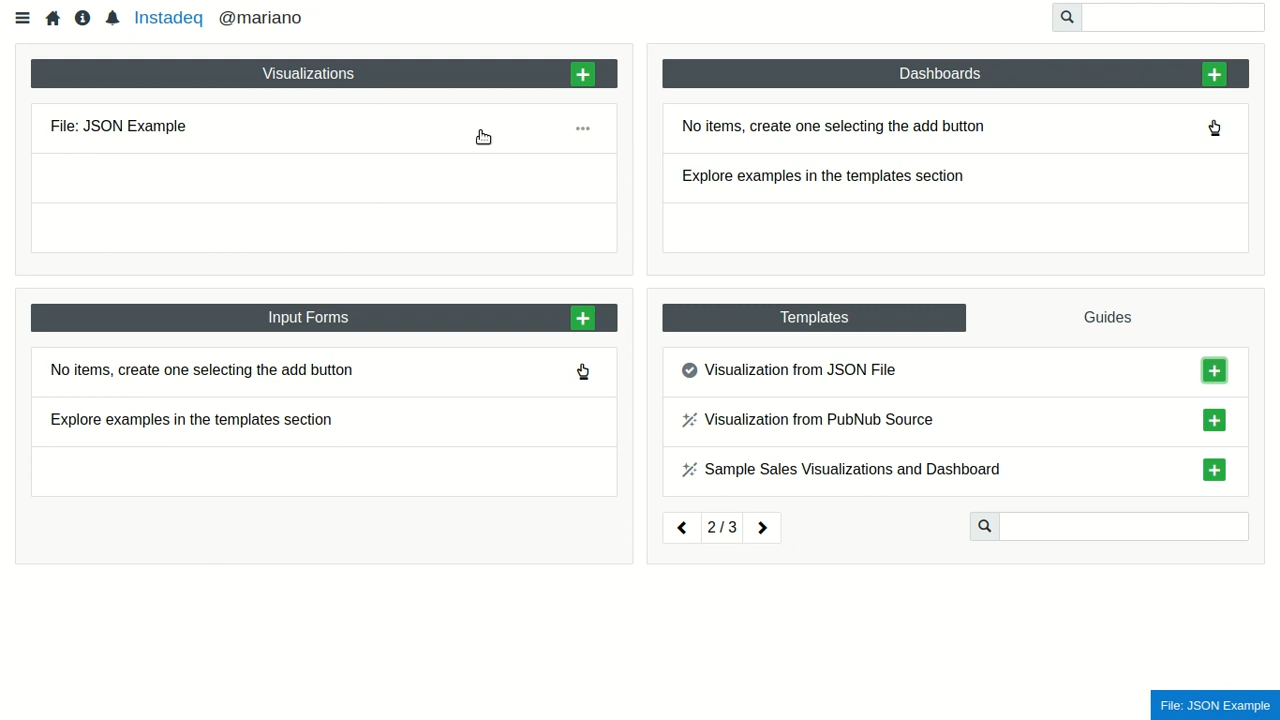 Instadeq @mariano
Visualizations
File: JSON Example
Dashboards
No items, create one selecting the add button
Explore examples in the templates section
Input Forms
No items, create one selecting the add button
Explore examples in the templates section
Templates
Guides
Visualization from JSON File
Visualization from PubNub Source
Sample Sales Visualizations and Dashboard
2 / 3
File: JSON Example